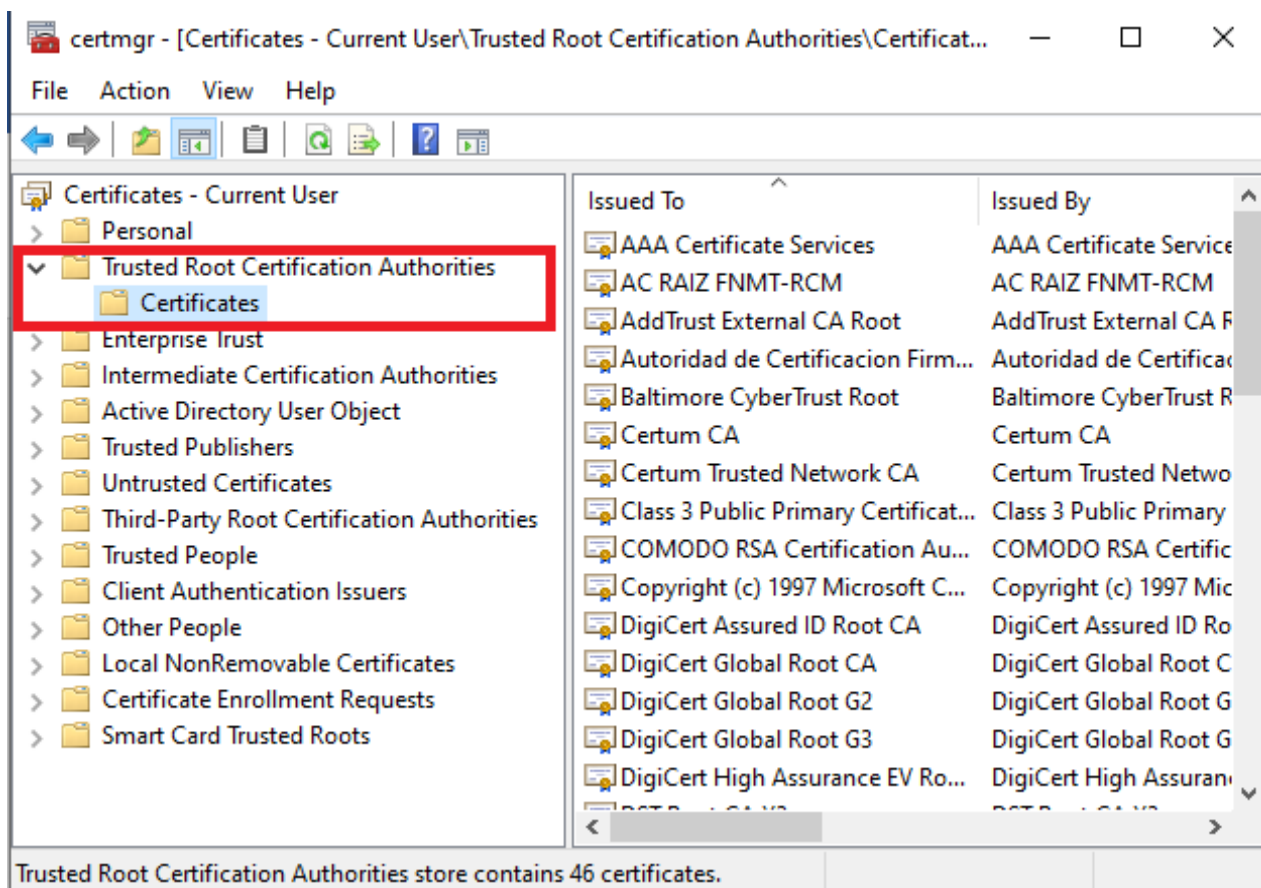 certmgr - [Certificates - Current User\Trusted Root Certification Authorities\Certificat...
File Action View Help
Certificates - Current User
Personal
Trusted Root Certification Authorities
Certificates
Enterprise Trust
Intermediate Certification Authorities
Active Directory User Object
Trusted Publishers
Untrusted Certificates
Third-Party Root Certification Authorities
Trusted People
Client Authentication Issuers
Other People
Local NonRemovable Certificates
Certificate Enrollment Requests
Smart Card Trusted Roots
Issued To Issued By
AAA Certificate Services AAA Certificate Service
AC RAIZ FNMT-RCM AC RAIZ FNMT-RCM
AddTrust External CA Root AddTrust External CA R
Autoridad de Certificacion Firm... Autoridad de Certificac
Baltimore CyberTrust Root Baltimore CyberTrust R
Certum CA Certum CA
Certum Trusted Network CA Certum Trusted Netwo
Class 3 Public Primary Certificat... Class 3 Public Primary
COMODO RSA Certification Au... COMODO RSA Certific
Copyright (c) 1997 Microsoft C... Copyright (c) 1997 Mic
DigiCert Assured ID Root CA DigiCert Assured ID Ro
DigiCert Global Root CA DigiCert Global Root C
DigiCert Global Root G2 DigiCert Global Root G
DigiCert Global Root G3 DigiCert Global Root G
DigiCert High Assurance EV Ro... DigiCert High Assuran
Trusted Root Certification Authorities store contains 46 certificates.